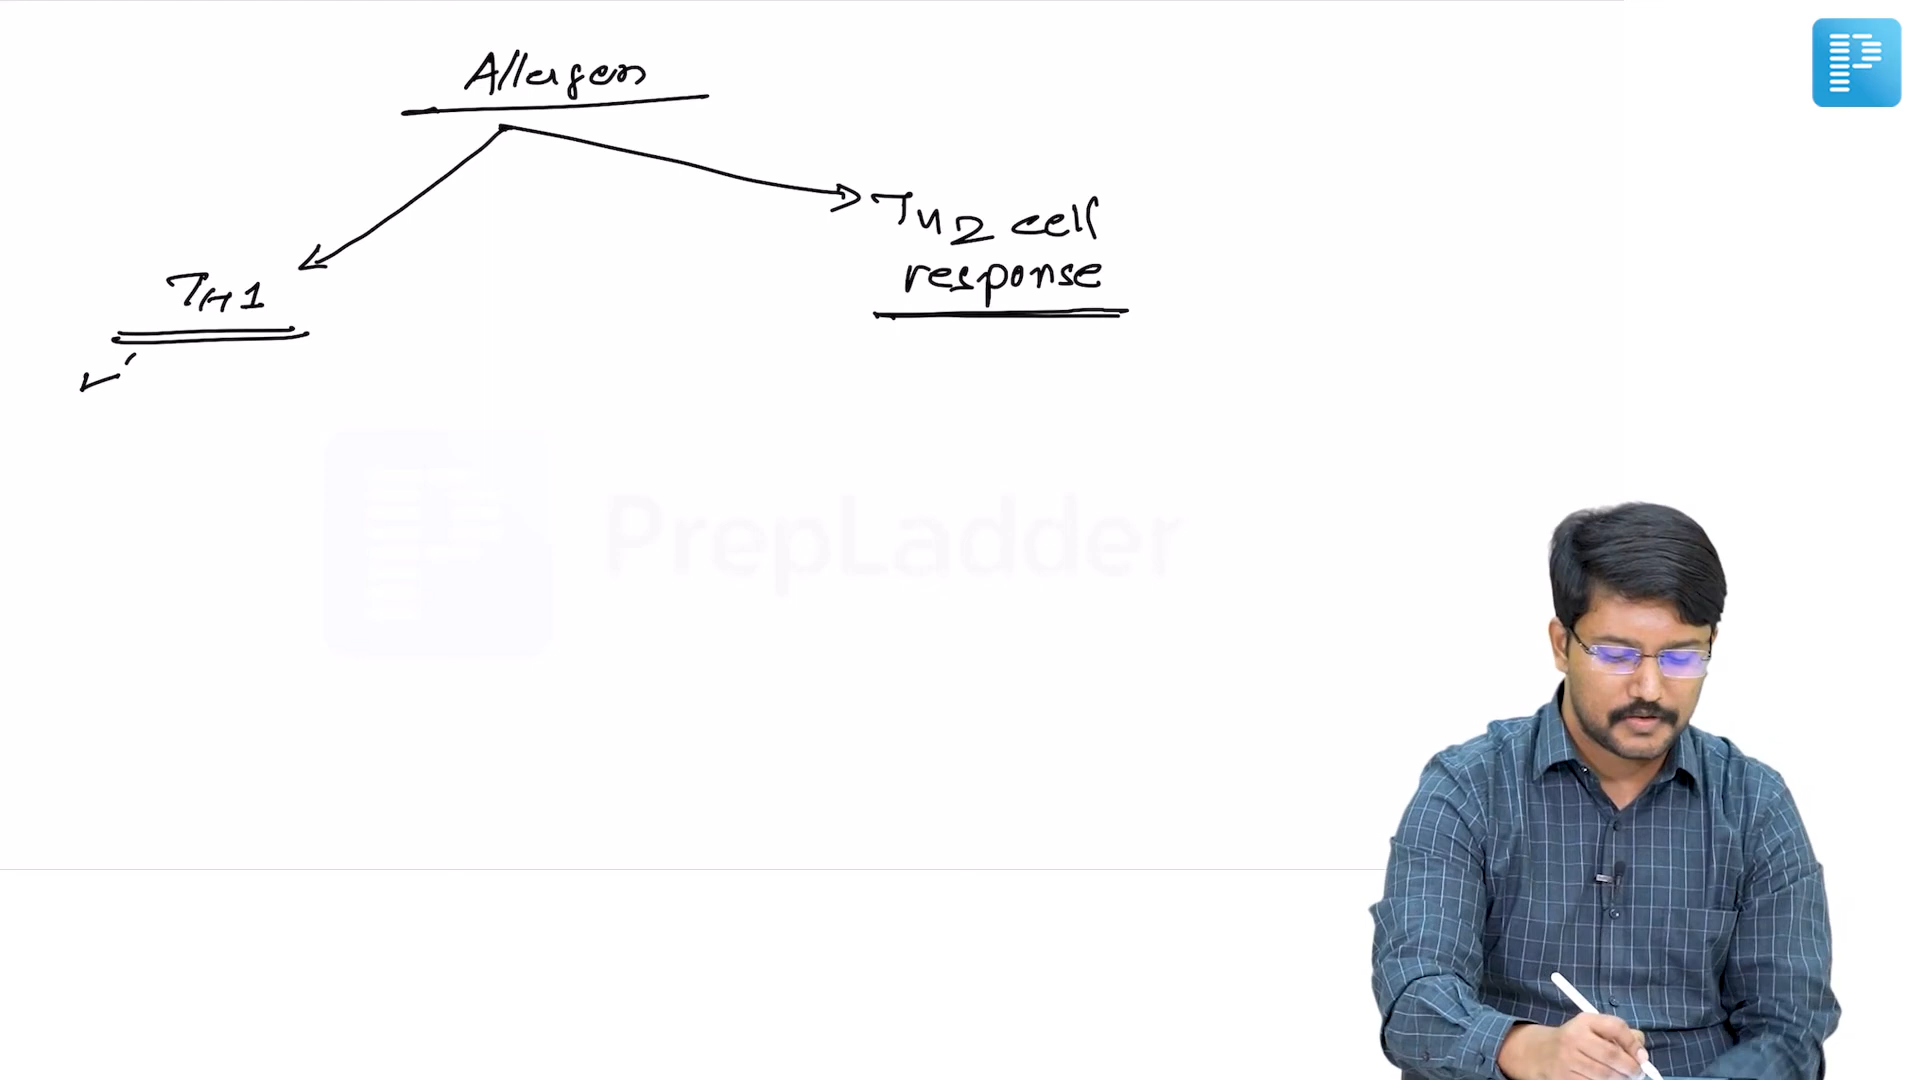 Allergen
TH2 cell
response
TH1
PrepLadder